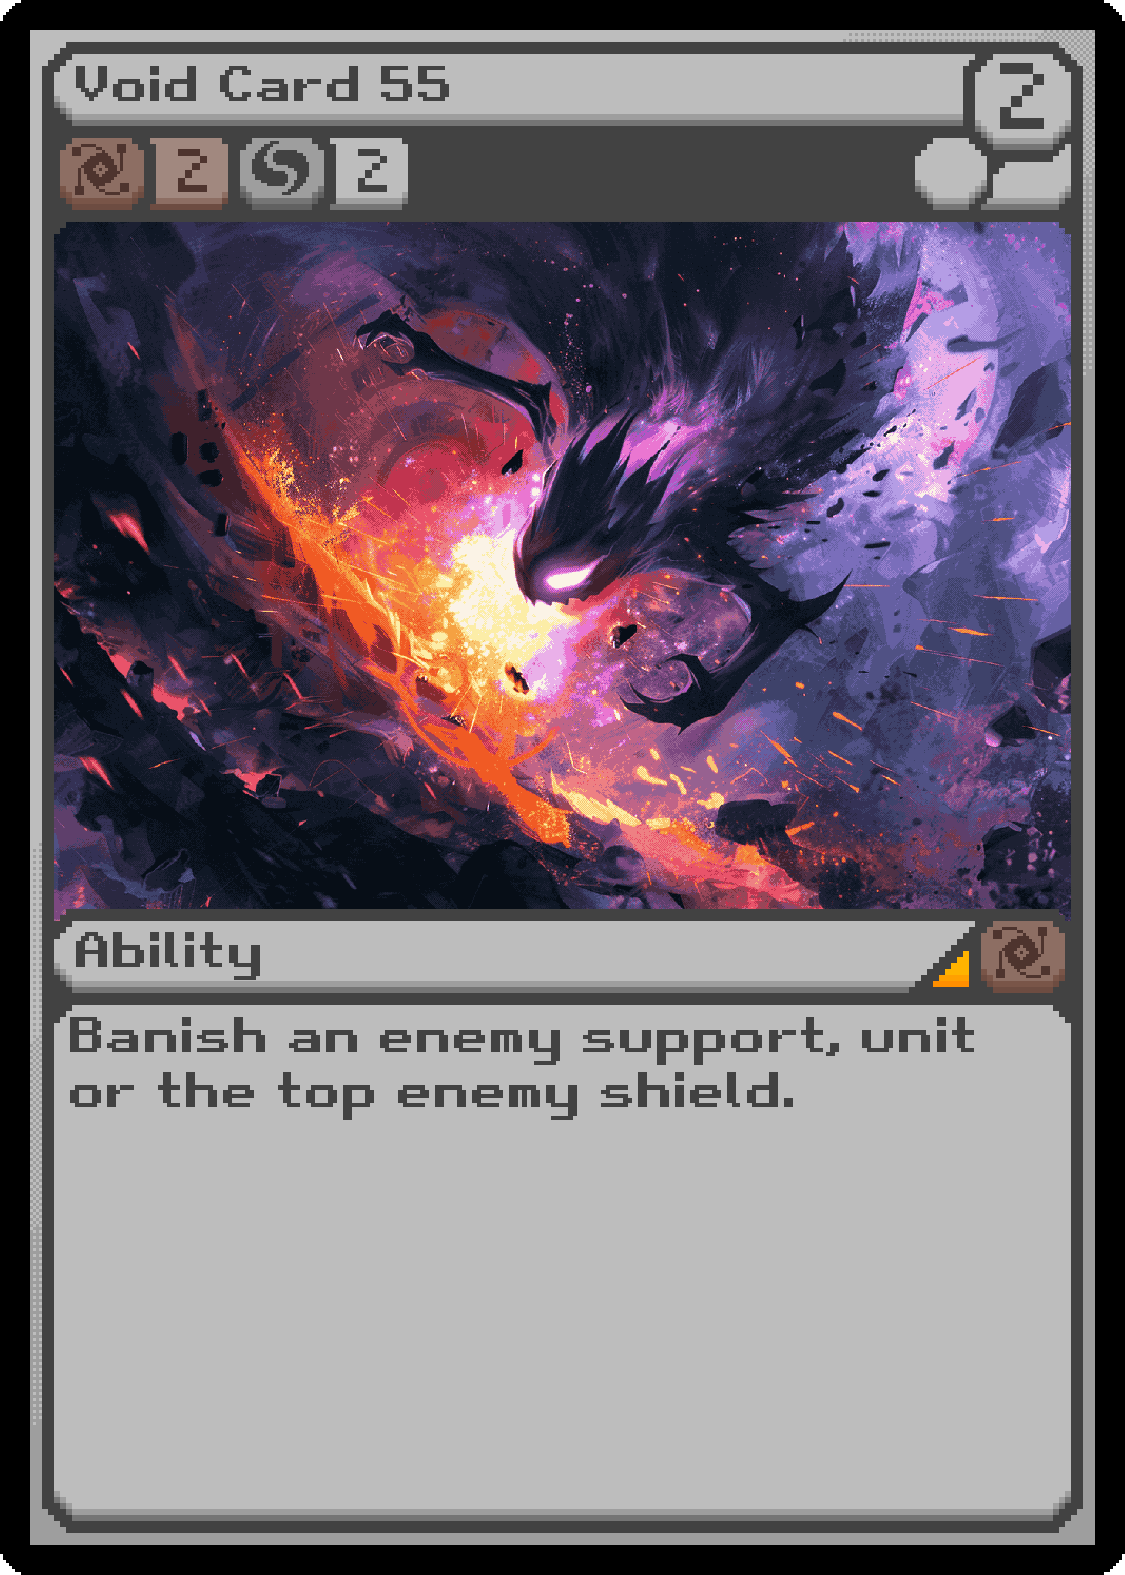 Void Card 55
2
2 2
Ability
Banish an enemy support, unit
or the top enemy shield.